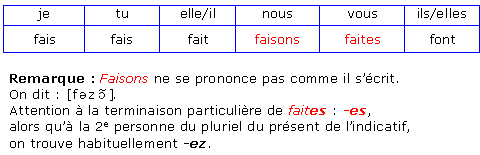 je tu elle/il nous vous ils/elles
fais fais fait faisons faites font
Remarque : Faisons ne se prononce pas comme il s'écrit.
On dit : [fəzɔ̃].
Attention à la terminaison particulière de faites : -es,
alors qu'à la 2e personne du pluriel du présent de l'indicatif,
on trouve habituellement -ez.